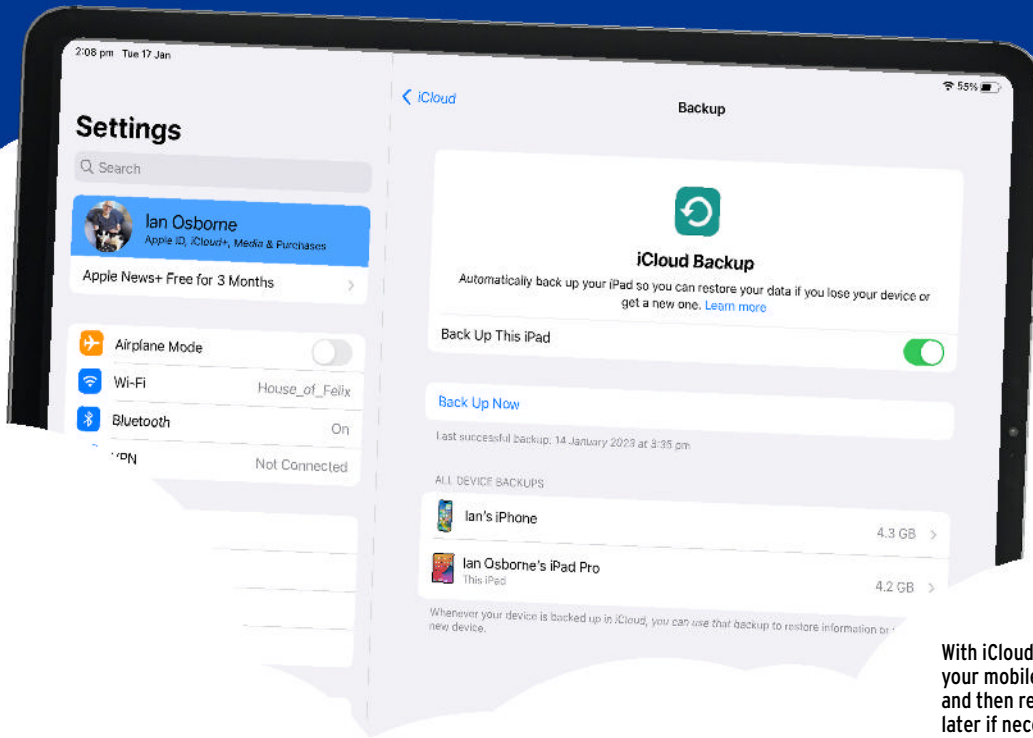 2:08 pm Tue 17 Jan
55%
Settings
Search
Ian Osborne
Apple ID, iCloud+, Media & Purchases
Apple News+ Free for 3 Months
Airplane Mode
Wi-Fi House_of_Felix
Bluetooth On
VPN Not Connected
iCloud
Backup
iCloud Backup
Automatically back up your iPad so you can restore your data if you lose your device or
get a new one. Learn more
Back Up This iPad
Back Up Now
Last successful backup: 14 January 2023 at 3:35 pm
ALL DEVICE BACKUPS
Ian's iPhone
4.3 GB
Ian Osborne's iPad Pro
This iPad
4.2 GB
Whenever your device is backed up in iCloud, you can use that backup to restore information or
new device.
With iCloud
your mobile
and then re
later if nec